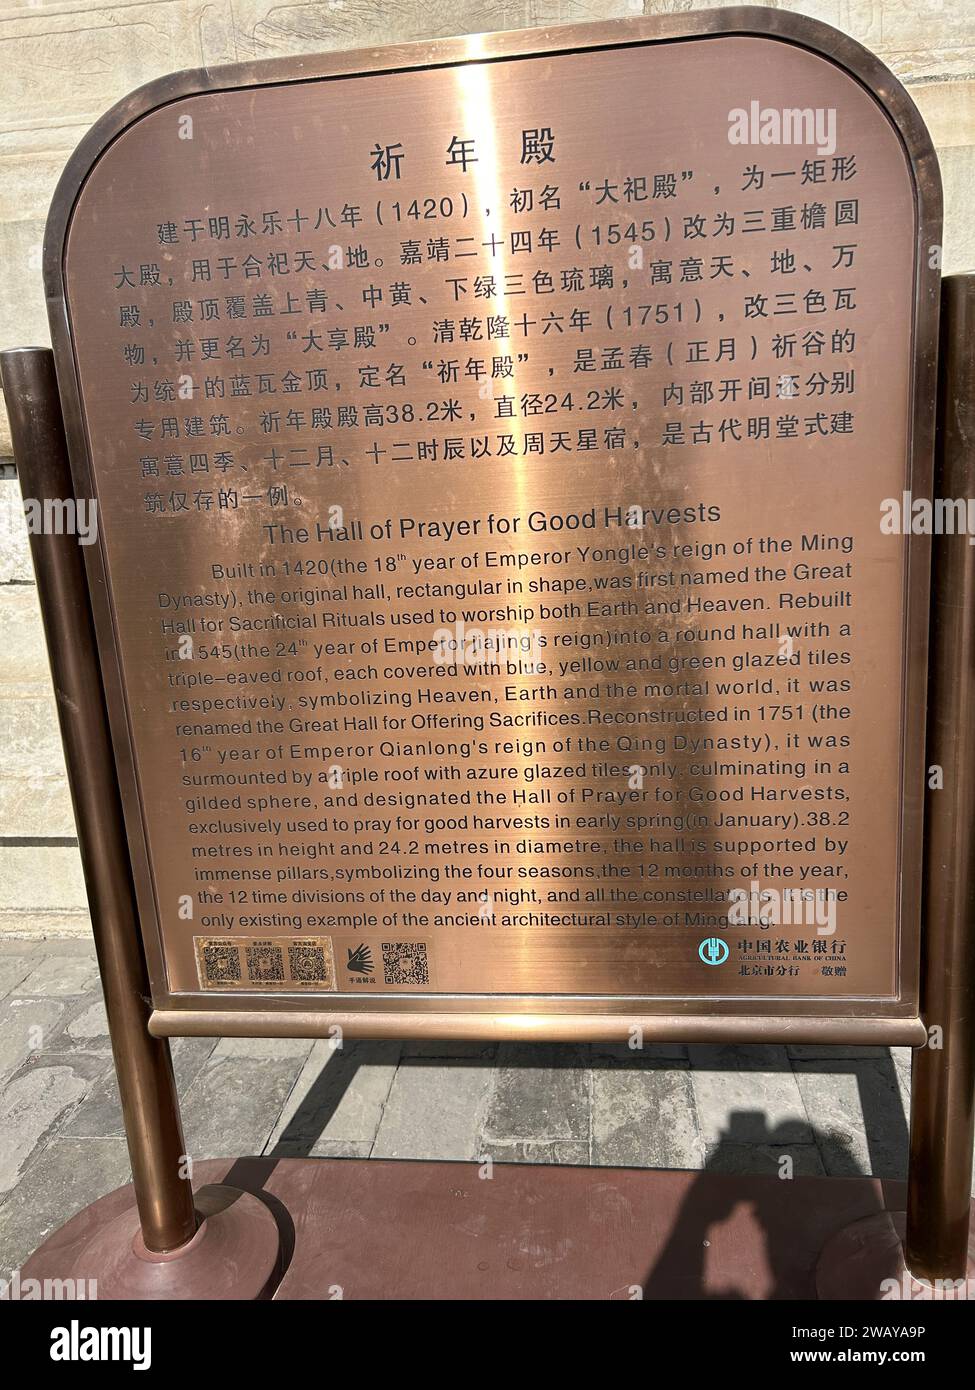 祈年殿
建于明永乐十八年（1420），初名“大祀殿”，为一矩形
大殿，用于合祀天、地。嘉靖二十四年（1545）改为三重檐圆
殿，殿顶覆盖上青、中黄、下绿三色琉璃，寓意天、地、万
物，并更名为“大享殿”。清乾隆十六年（1751），改三色瓦
为统一的蓝瓦金顶，定名“祈年殿”，是孟春（正月）祈谷的
专用建筑。祈年殿殿高38.2米，直径24.2米，内部开间还分别
寓意四季、十二月、十二时辰以及周天星宿，是古代明堂式建
筑仅存的一例。
The Hall of Prayer for Good Harvests
Built in 1420(the 18th year of Emperor Yongle's reign of the Ming
Dynasty), the original hall, rectangular in shape,was first named the Great
Hall for Sacrificial Rituals used to worship both Earth and Heaven. Rebuilt
in 1545(the 24th year of Emperor Jiajing's reign)into a round hall with a
triple-eaved roof, each covered with blue, yellow and green glazed tiles
respectively, symbolizing Heaven, Earth and the mortal world, it was
renamed the Great Hall for Offering Sacrifices.Reconstructed in 1751 (the
16th year of Emperor Qianlong's reign of the Qing Dynasty), it was
surmounted by a triple roof with azure glazed tiles only, culminating in a
gilded sphere, and designated the Hall of Prayer for Good Harvests,
exclusively used to pray for good harvests in early spring(in January).38.2
metres in height and 24.2 metres in diametre, the hall is supported by
immense pillars,symbolizing the four seasons,the 12 months of the year,
the 12 time divisions of the day and night, and all the constellations. It is the
only existing example of the ancient architectural style of Mingtang.
手语解说
中国农业银行
AGRICULTURAL BANK OF CHINA
北京市分行 敬赠
alamy
Image ID: 2WAYA9P
www.alamy.com